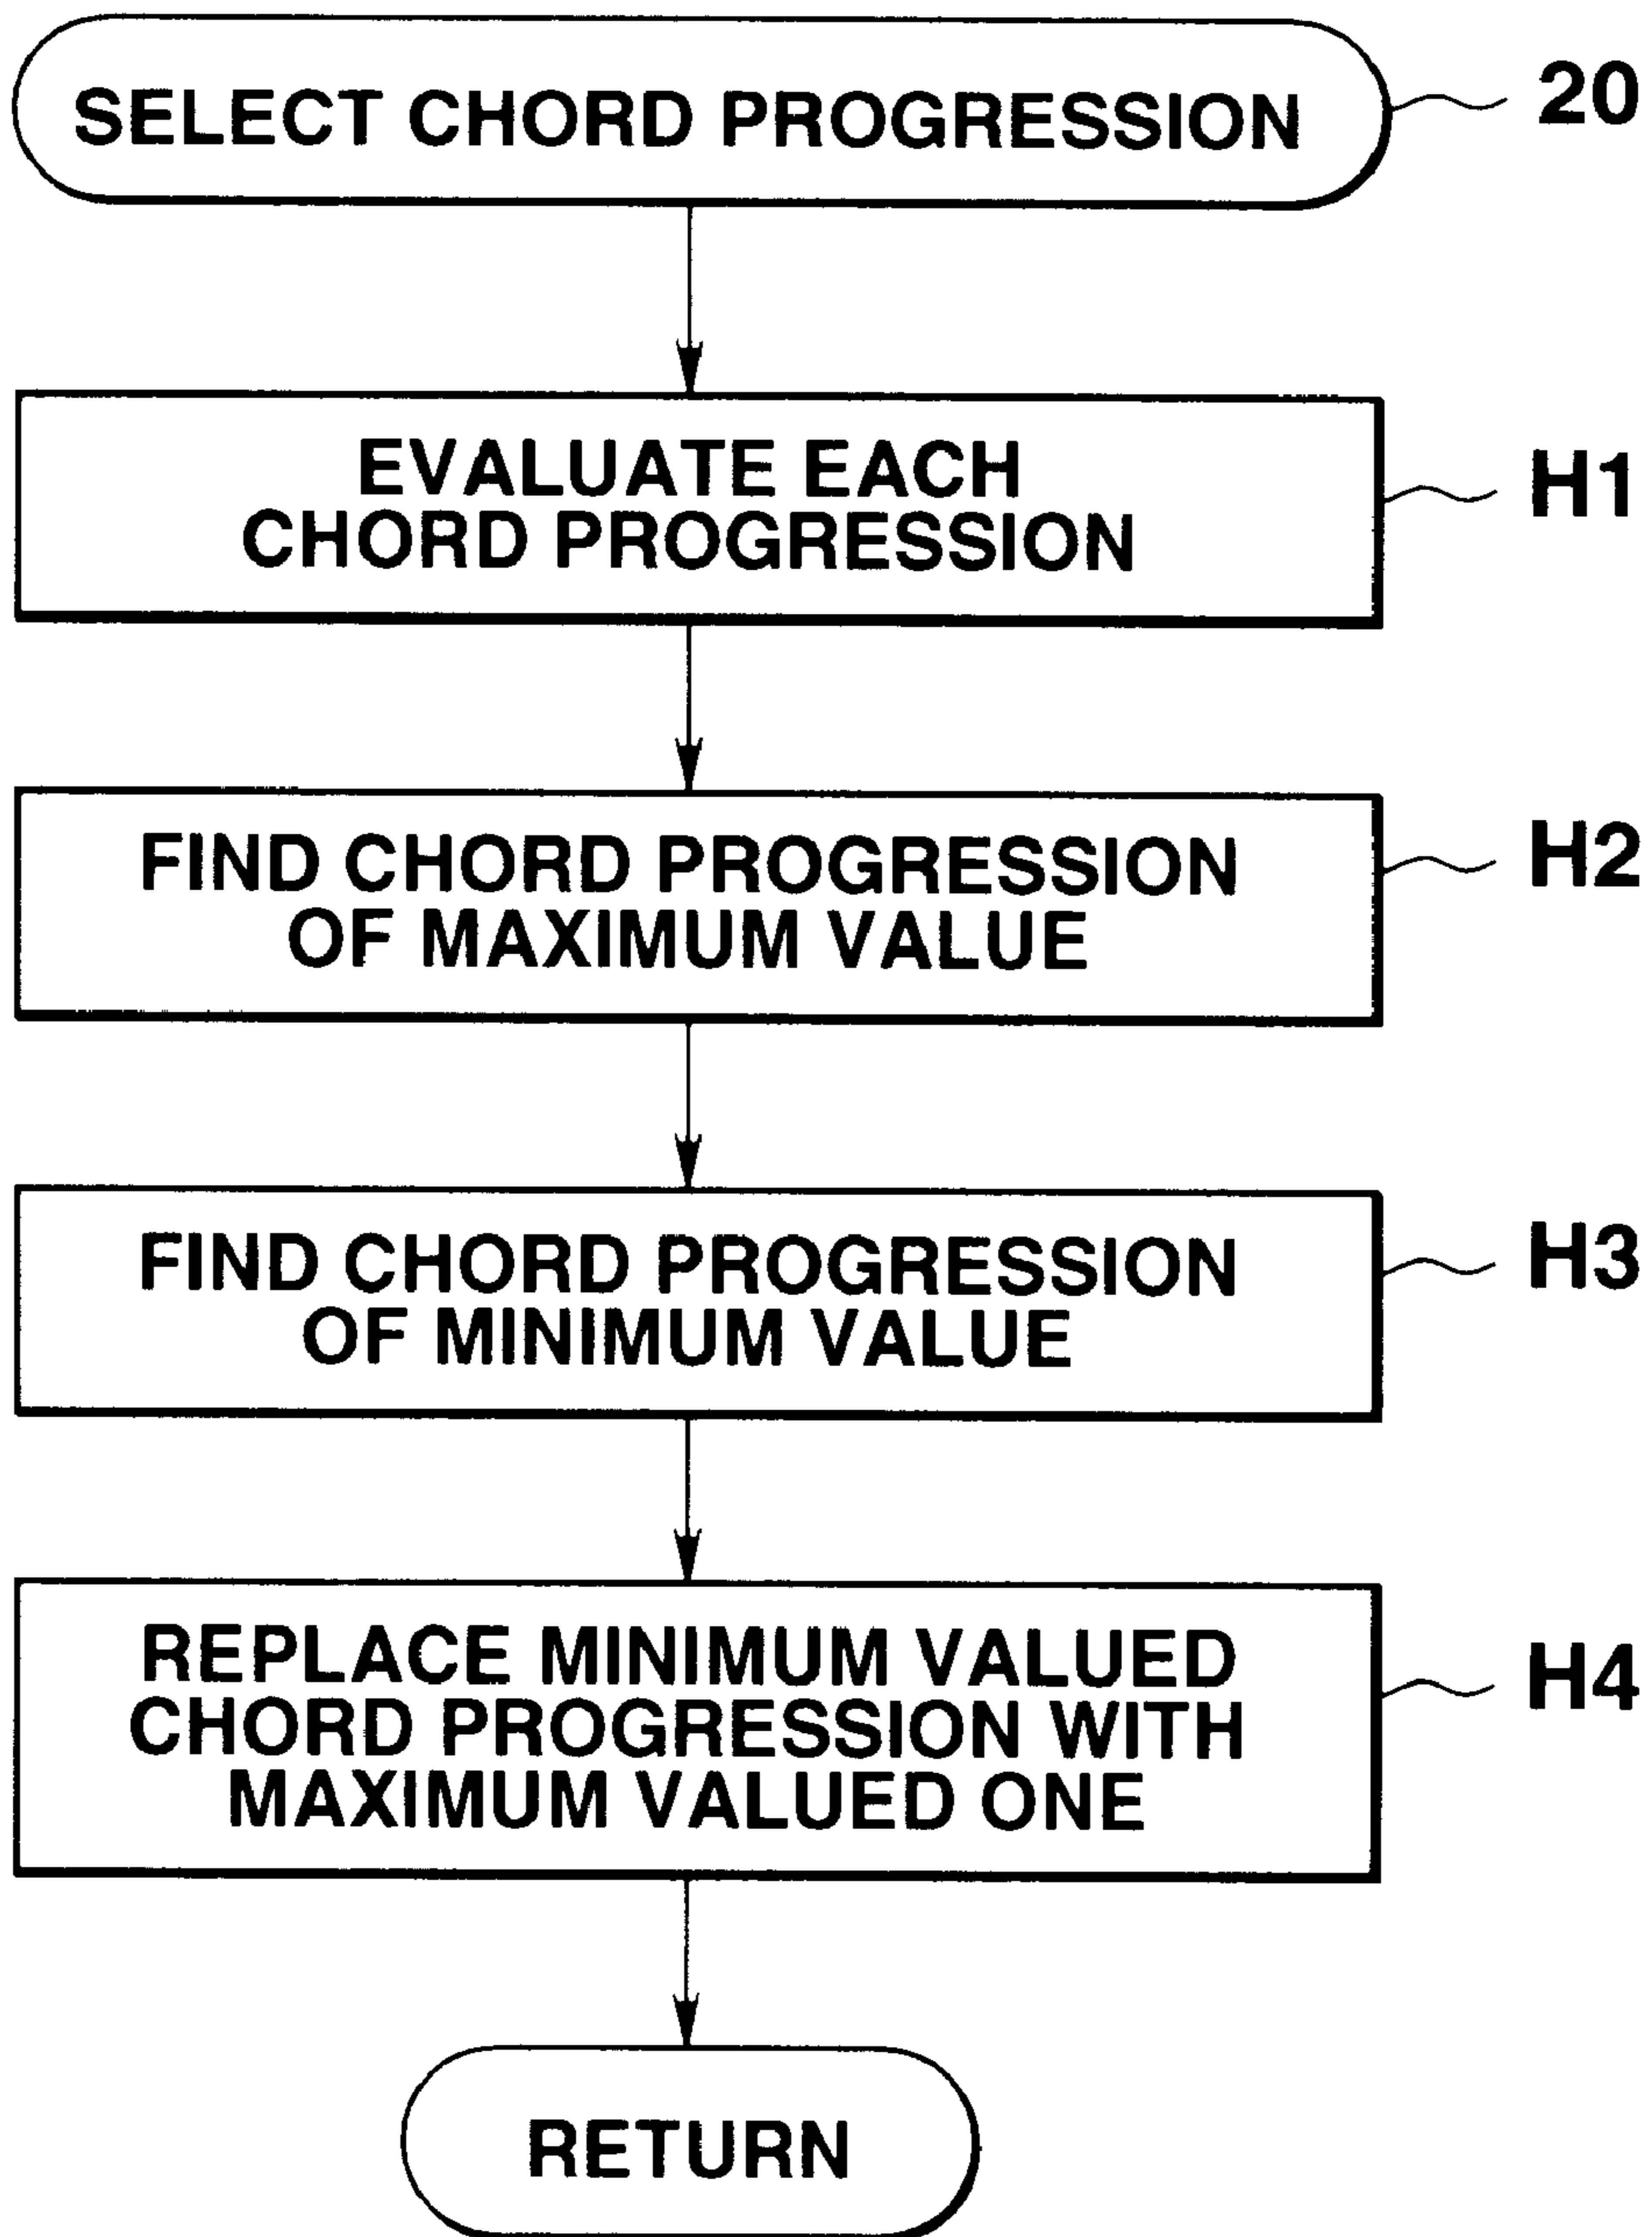 SELECT CHORD PROGRESSION
20
EVALUATE EACH
CHORD PROGRESSION
H1
FIND CHORD PROGRESSION
OF MAXIMUM VALUE
H2
FIND CHORD PROGRESSION
OF MINIMUM VALUE
H3
REPLACE MINIMUM VALUED
CHORD PROGRESSION WITH
MAXIMUM VALUED ONE
H4
RETURN